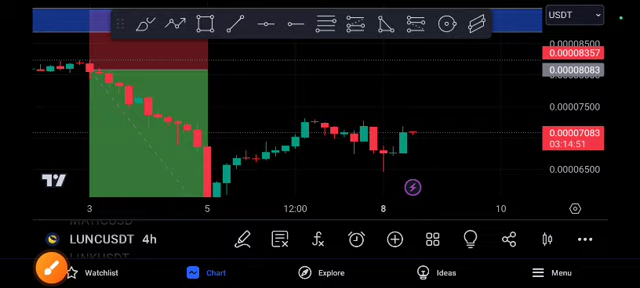 USDT
0.00008500
0.00008357
0.00008083
0.00007500
0.00007083
03:14:51
0.00006500
3
5
12:00
8
10
LUNCUSDT 4h
Watchlist
Chart
Explore
Ideas
Menu